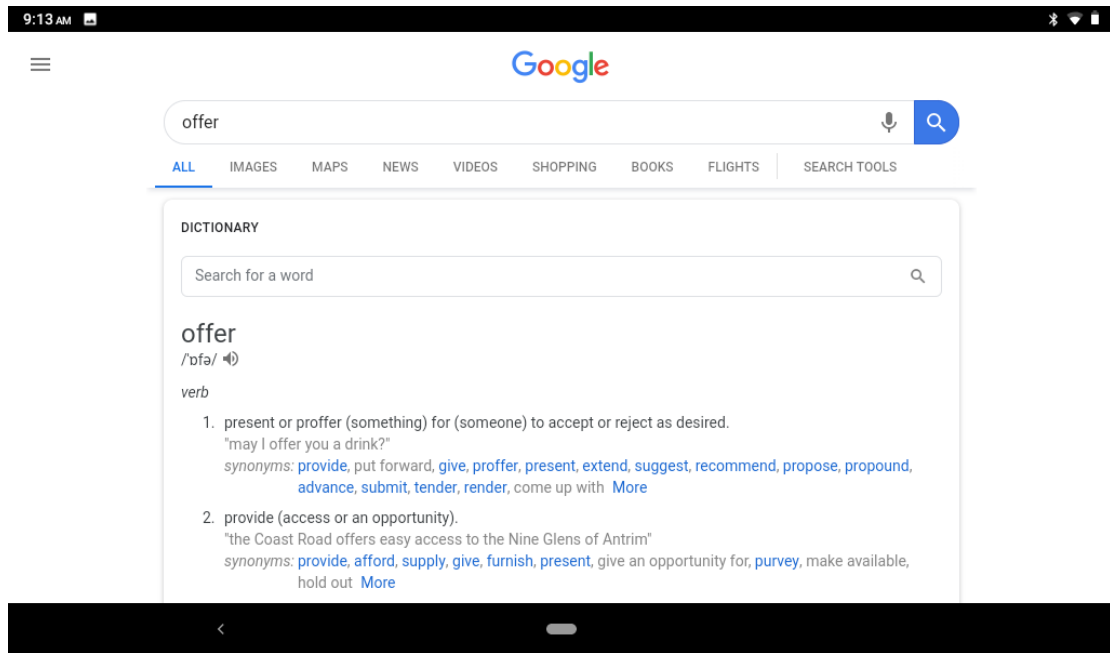 9:13 AM
Google
offer
ALL IMAGES MAPS NEWS VIDEOS SHOPPING BOOKS FLIGHTS SEARCH TOOLS
DICTIONARY
Search for a word
offer
/ˈɒfə/
verb
1. present or proffer (something) for (someone) to accept or reject as desired.
"may I offer you a drink?"
synonyms: provide, put forward, give, proffer, present, extend, suggest, recommend, propose, propound,
advance, submit, tender, render, come up with More
2. provide (access or an opportunity).
"the Coast Road offers easy access to the Nine Glens of Antrim"
synonyms: provide, afford, supply, give, furnish, present, give an opportunity for, purvey, make available,
hold out More